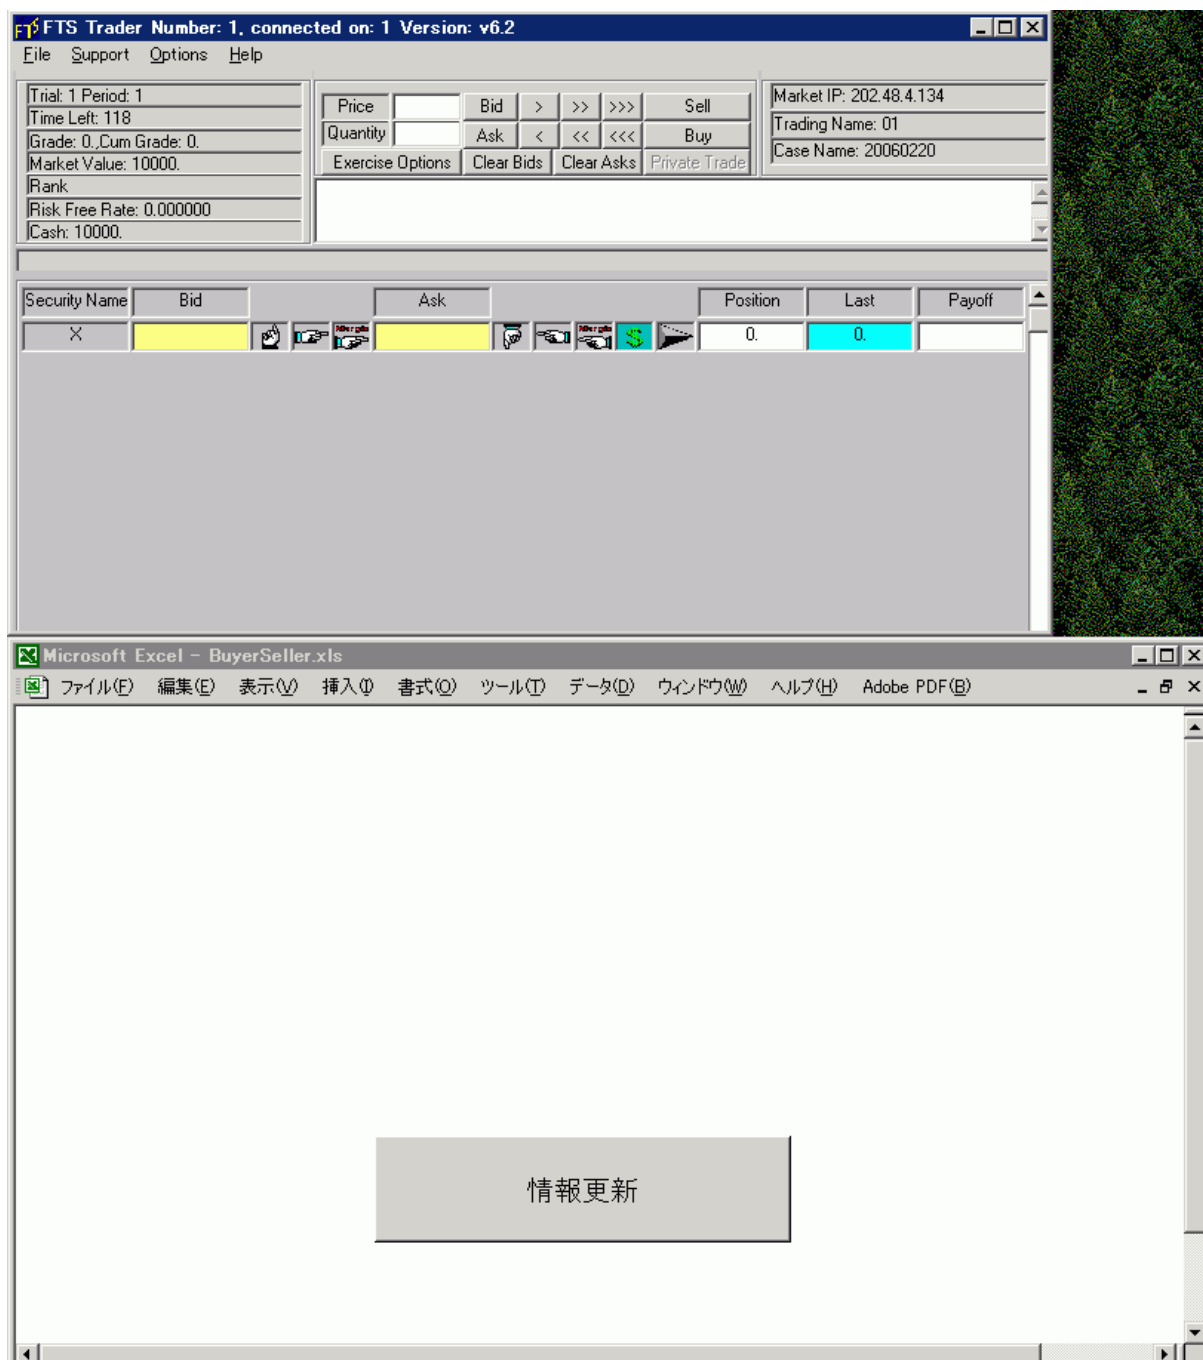 FTS Trader Number: 1, connected on: 1 Version: v6.2
File Support Options Help
Trial: 1 Period: 1
Time Left: 118
Grade: 0.,Cum Grade: 0.
Market Value: 10000.
Rank
Risk Free Rate: 0.000000
Cash: 10000.
Price Bid > >> >>> Sell
Quantity Ask < << <<< Buy
Exercise Options Clear Bids Clear Asks Private Trade
Market IP: 202.48.4.134
Trading Name: 01
Case Name: 20060220
Security Name Bid Ask Position Last Payoff
X Margin Margin $ 0. 0.
Microsoft Excel - BuyerSeller.xls
ファイル(F) 編集(E) 表示(V) 挿入(I) 書式(O) ツール(T) データ(D) ウィンドウ(W) ヘルプ(H) Adobe PDF(B)
情報更新